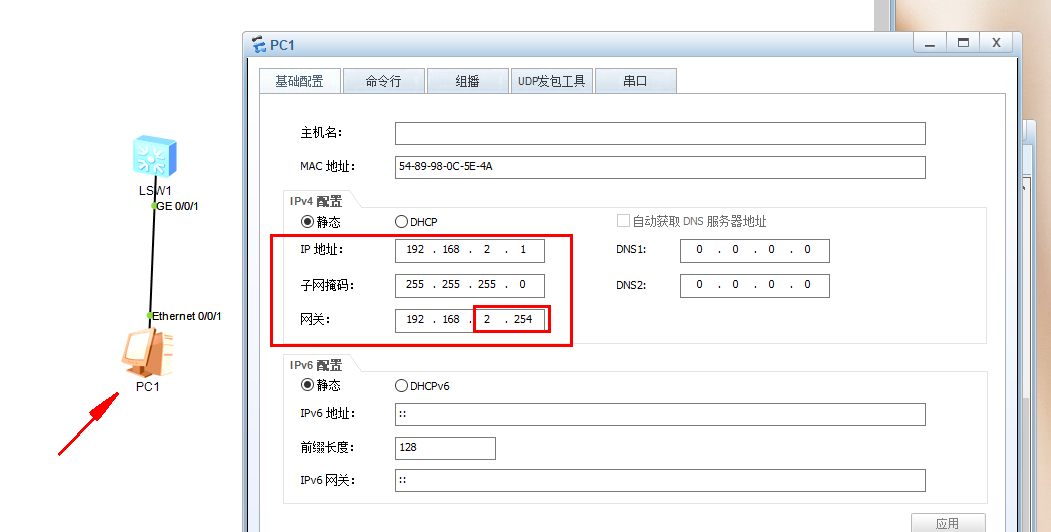 PC1
基础配置 命令行 组播 UDP发包工具 串口
主机名:
MAC 地址: 54-89-98-0C-5E-4A
IPv4 配置
静态 DHCP 自动获取 DNS 服务器地址
IP 地址: 192 . 168 . 2 . 1 DNS1: 0 . 0 . 0 . 0
子网掩码: 255 . 255 . 255 . 0 DNS2: 0 . 0 . 0 . 0
网关: 192 . 168 . 2 . 254
IPv6 配置
静态 DHCPv6
IPv6 地址: ::
前缀长度: 128
IPv6 网关: ::
应用
LSW1
GE 0/0/1
Ethernet 0/0/1
PC1